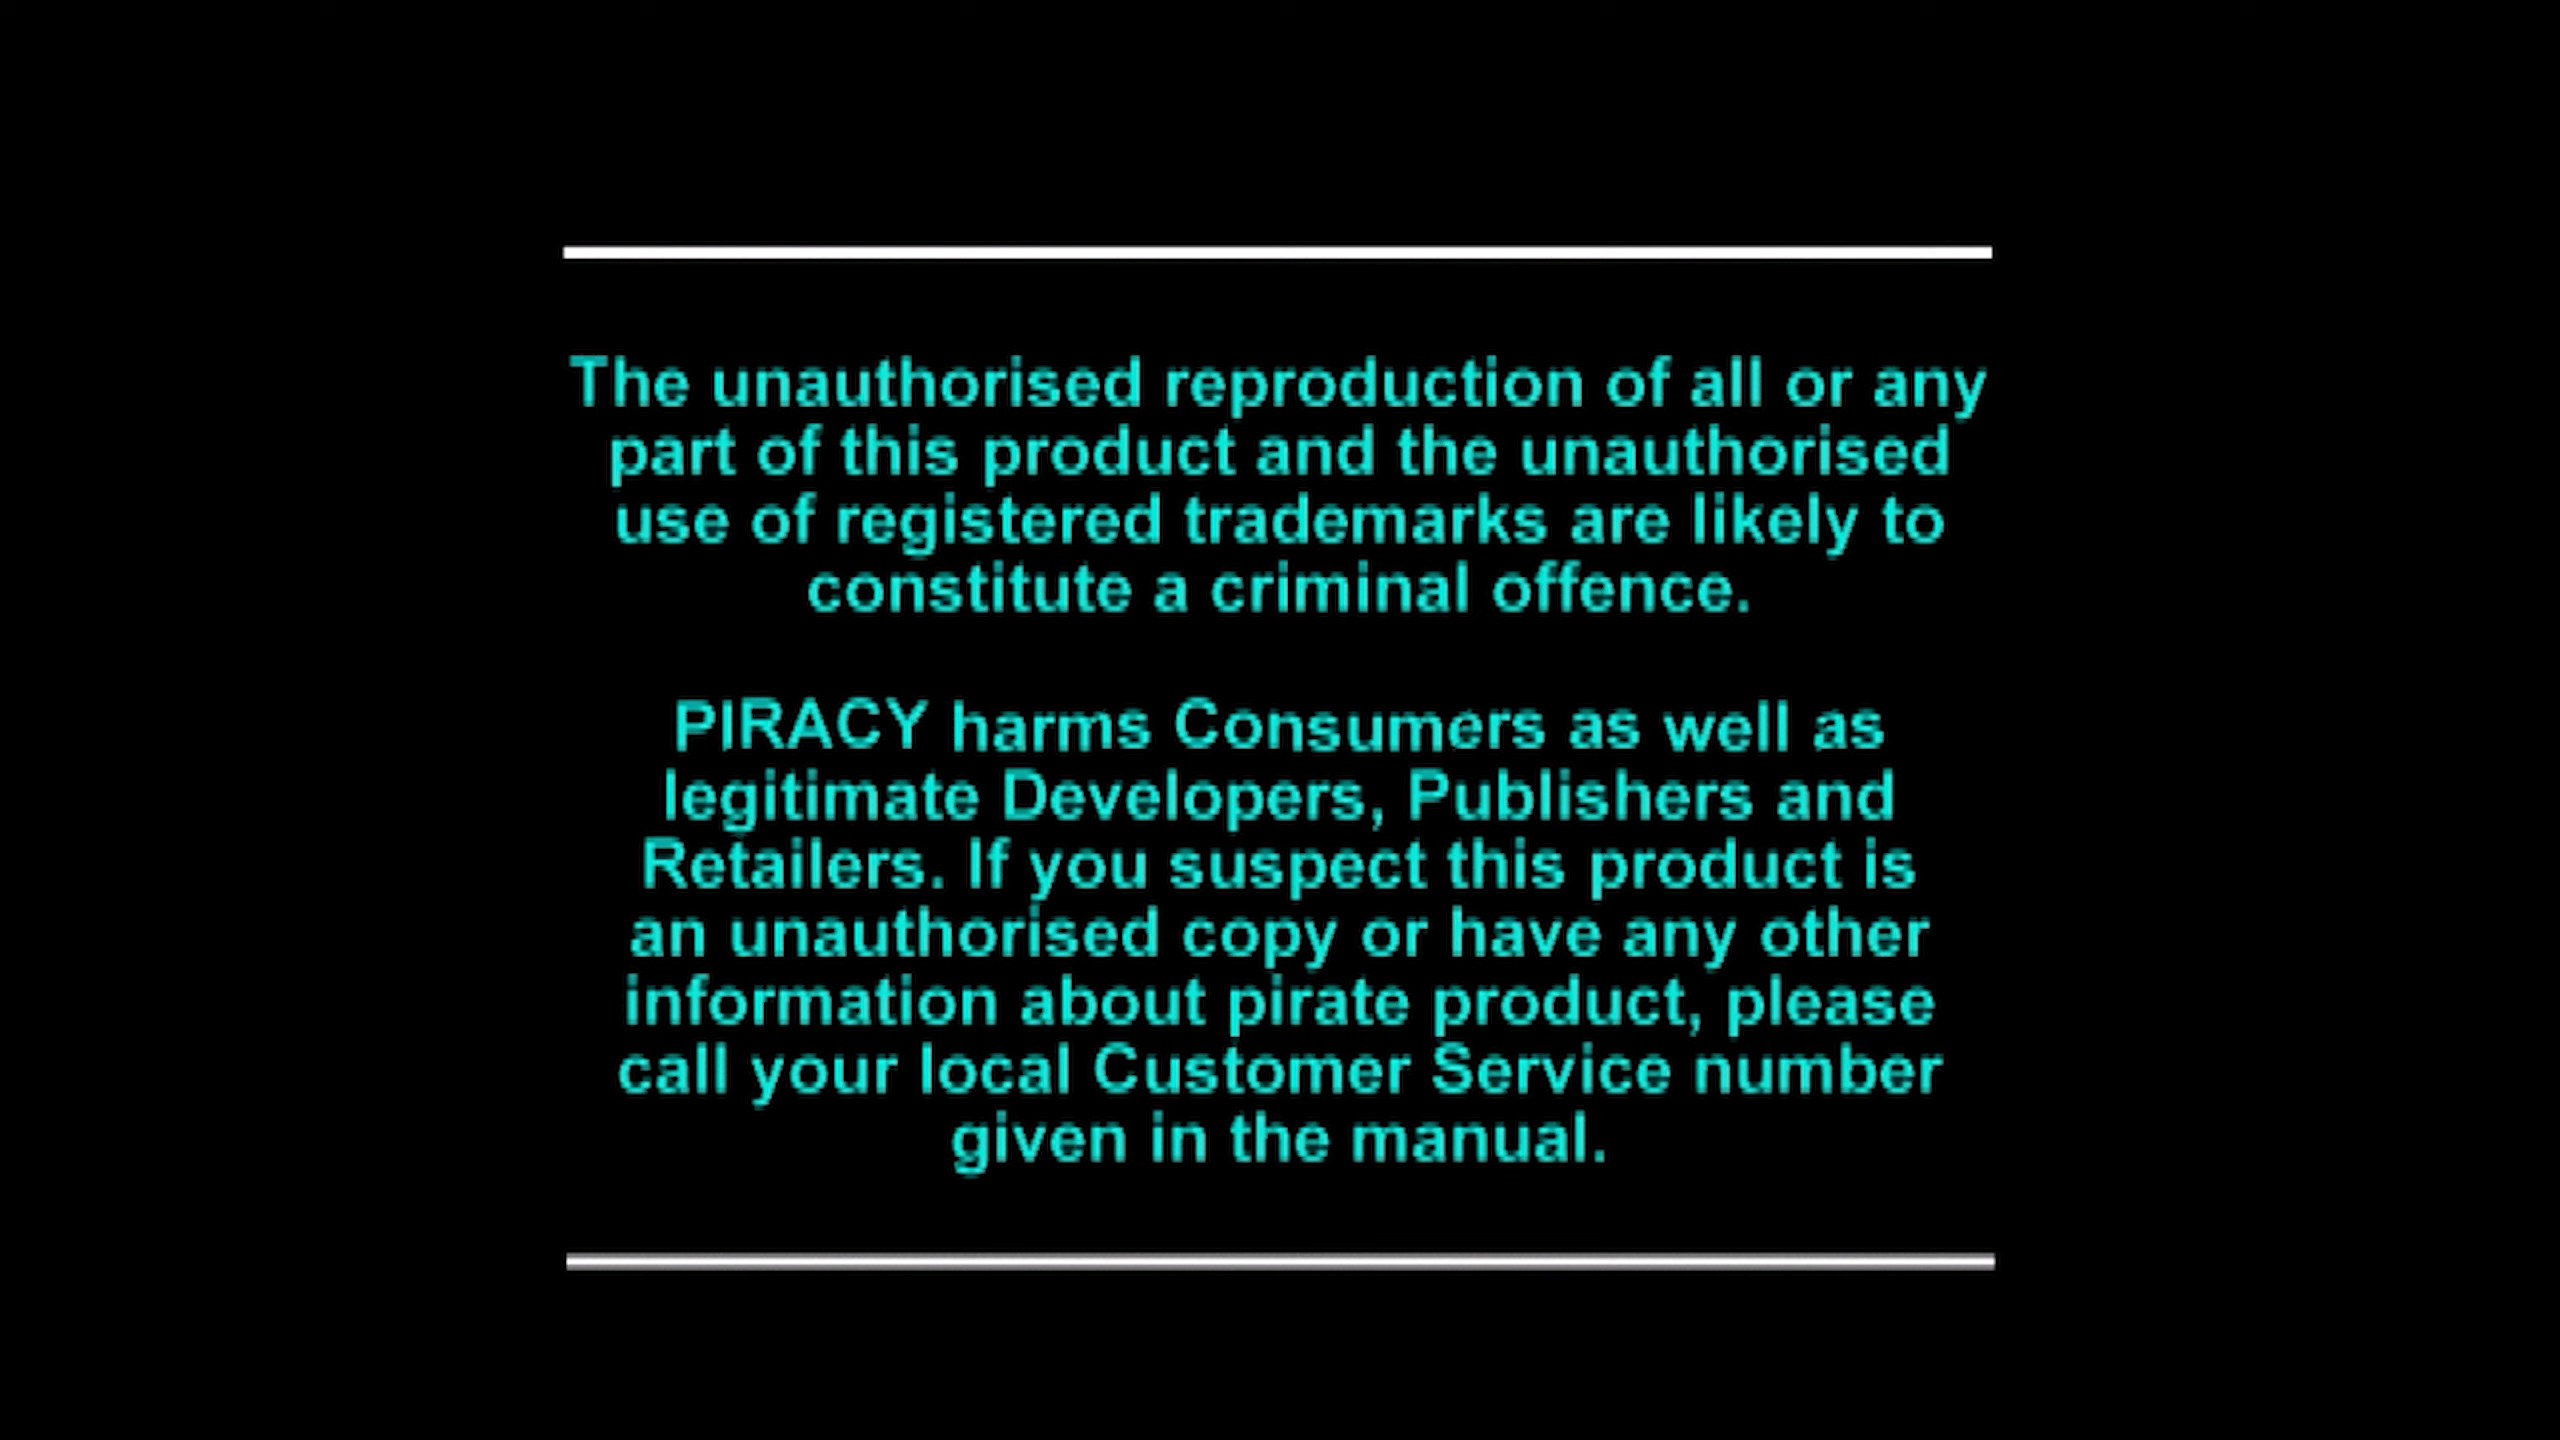 The unauthorised reproduction of all or any
part of this product and the unauthorised
use of registered trademarks are likely to
constitute a criminal offence.
PIRACY harms Consumers as well as
legitimate Developers, Publishers and
Retailers. If you suspect this product is
an unauthorised copy or have any other
information about pirate product, please
call your local Customer Service number
given in the manual.